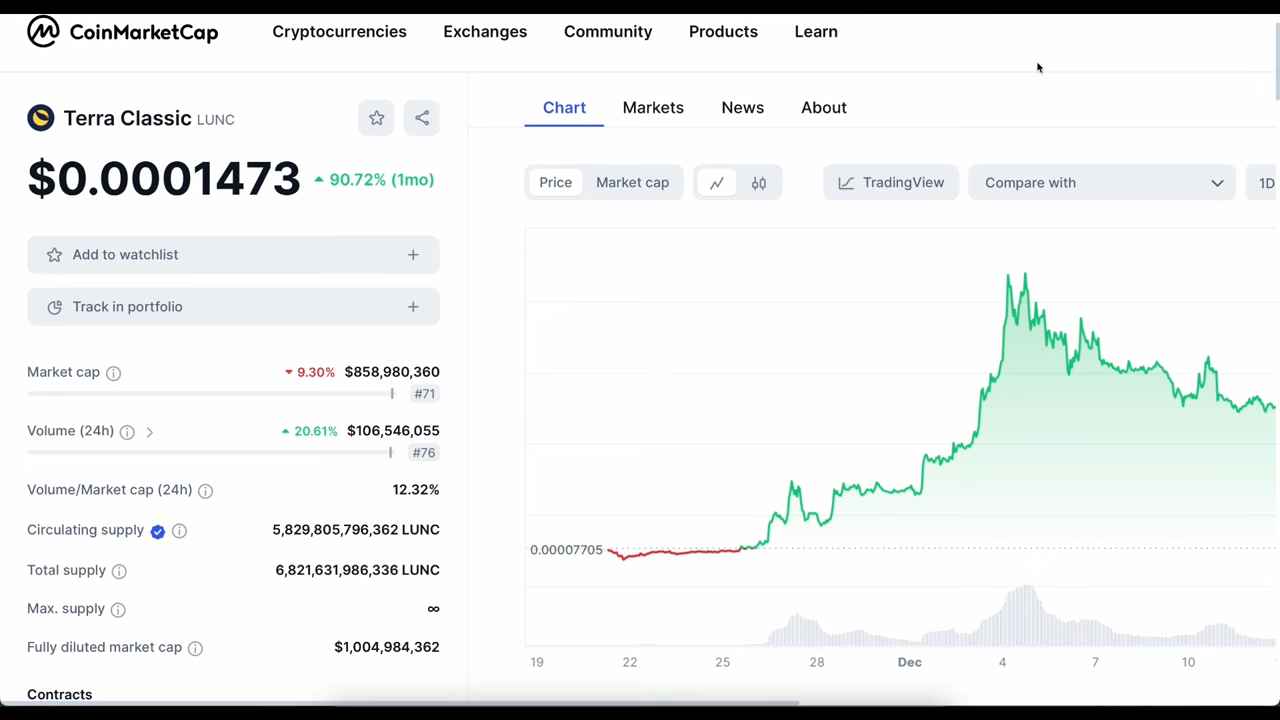 CoinMarketCap Cryptocurrencies Exchanges Community Products Learn
Terra Classic LUNC
$0.0001473 90.72% (1mo)
Add to watchlist +
Track in portfolio +
Market cap 9.30% $858,980,360
#71
Volume (24h) 20.61% $106,546,055
#76
Volume/Market cap (24h) 12.32%
Circulating supply 5,829,805,796,362 LUNC
Total supply 6,821,631,986,336 LUNC
Max. supply ∞
Fully diluted market cap $1,004,984,362
Contracts
Chart Markets News About
Price Market cap TradingView Compare with 1D
0.00007705
19 22 25 28 Dec 4 7 10